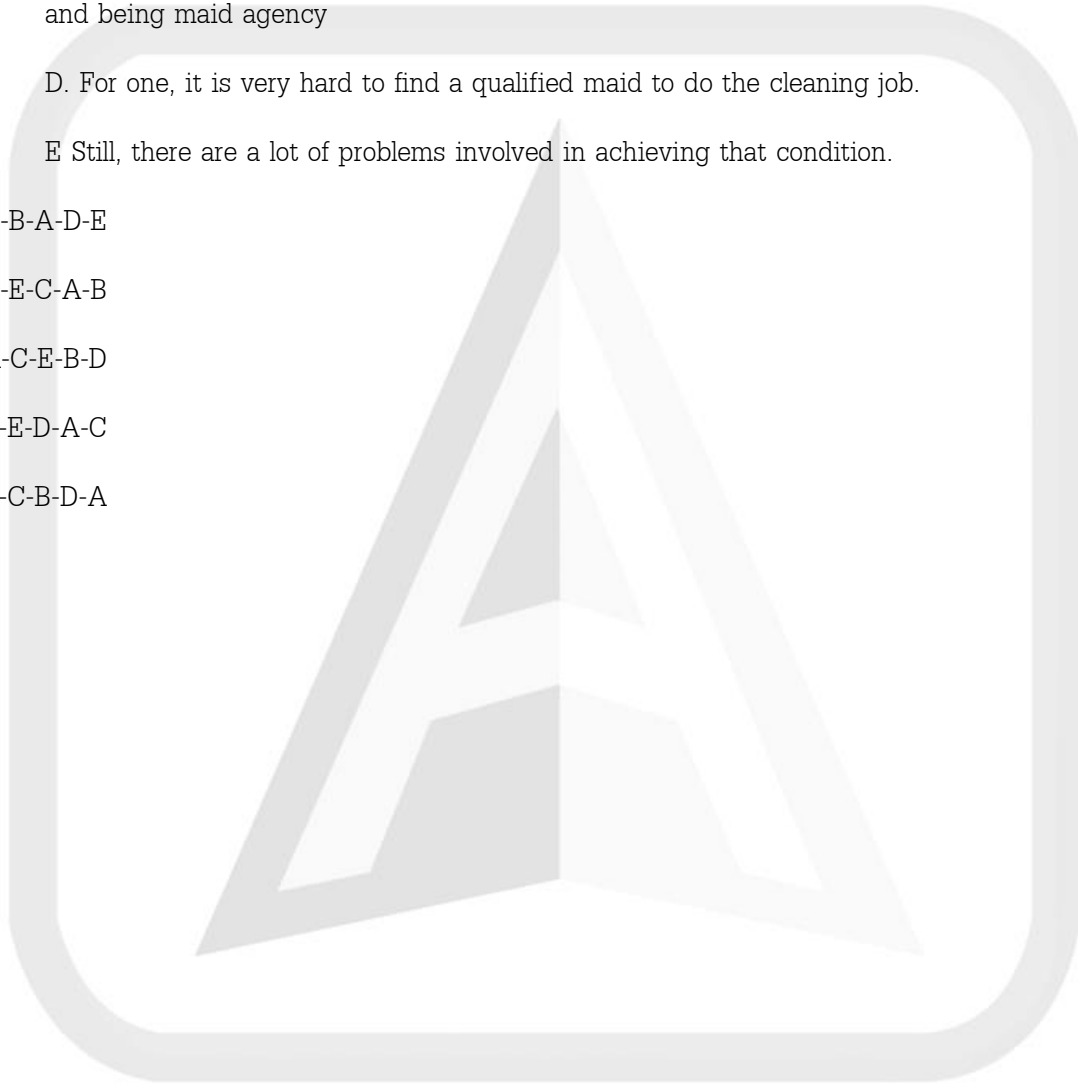 and being maid agency
D. For one, it is very hard to find a qualified maid to do the cleaning job.
E Still, there are a lot of problems involved in achieving that condition.
-B-A-D-E
-E-C-A-B
-C-E-B-D
-E-D-A-C
-C-B-D-A